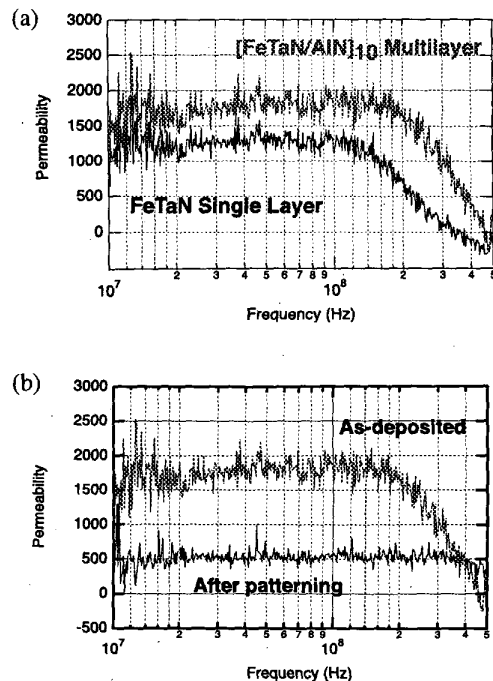 (a)
3000
[FeTaN/AlN]10 Multilayer
2500
2000
1500
1000
500
0
Permeability
FeTaN Single Layer
10^7 2 3 4 5 6 7 8 9 10^8 2 3 4 5
Frequency (Hz)
(b)
3000
As-deposited
2500
2000
1500
1000
500
0
-500
Permeability
After patterning
10^7 2 3 4 5 6 7 8 9 10^8 2 3 4 5
Frequency (Hz)